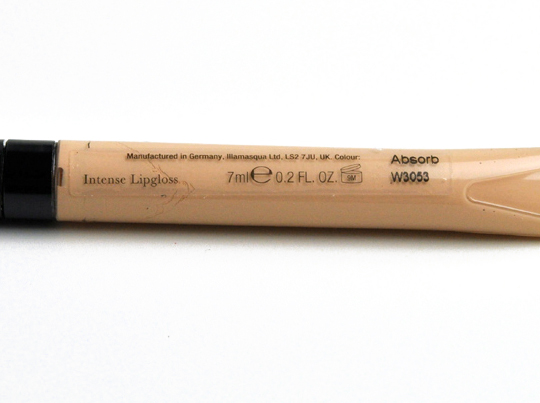 Manufactured in Germany, Illamasqua Ltd, LS2 7JU, UK. Colour: Absorb
Intense Lipgloss 7ml e 0.2 FL. OZ. W3053